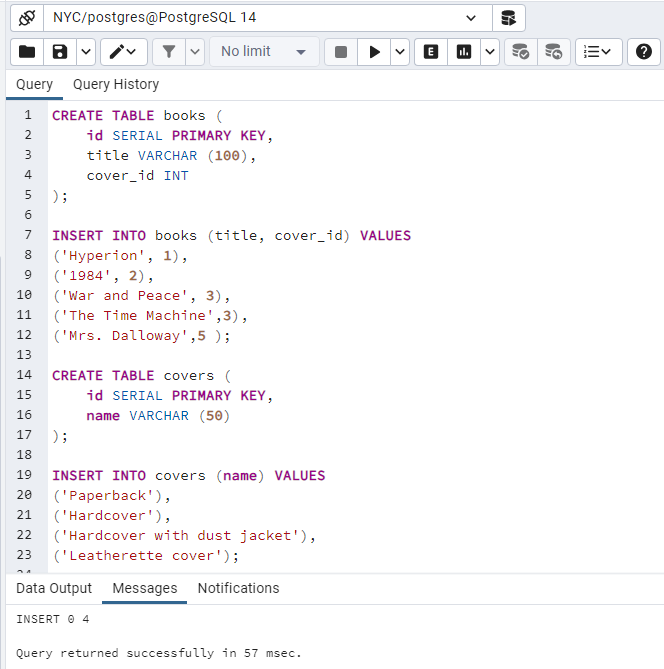 NYC/postgres@PostgreSQL 14
No limit
E
Query Query History
1 CREATE TABLE books (
2 id SERIAL PRIMARY KEY,
3 title VARCHAR (100),
4 cover_id INT
5 );
6
7 INSERT INTO books (title, cover_id) VALUES
8 ('Hyperion', 1),
9 ('1984', 2),
10 ('War and Peace', 3),
11 ('The Time Machine',3),
12 ('Mrs. Dalloway',5 );
13
14 CREATE TABLE covers (
15 id SERIAL PRIMARY KEY,
16 name VARCHAR (50)
17 );
18
19 INSERT INTO covers (name) VALUES
20 ('Paperback'),
21 ('Hardcover'),
22 ('Hardcover with dust jacket'),
23 ('Leatherette cover');
Data Output Messages Notifications
INSERT 0 4
Query returned successfully in 57 msec.